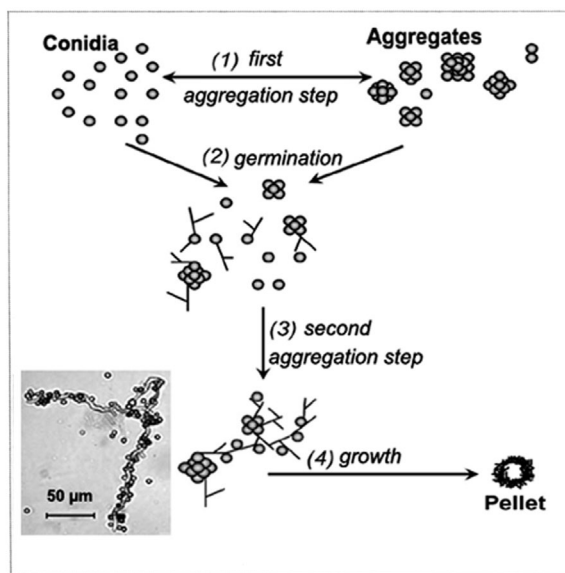 Conidia
Aggregates
(1) first
aggregation step
(2) germination
(3) second
aggregation step
50 µm
(4) growth
Pellet